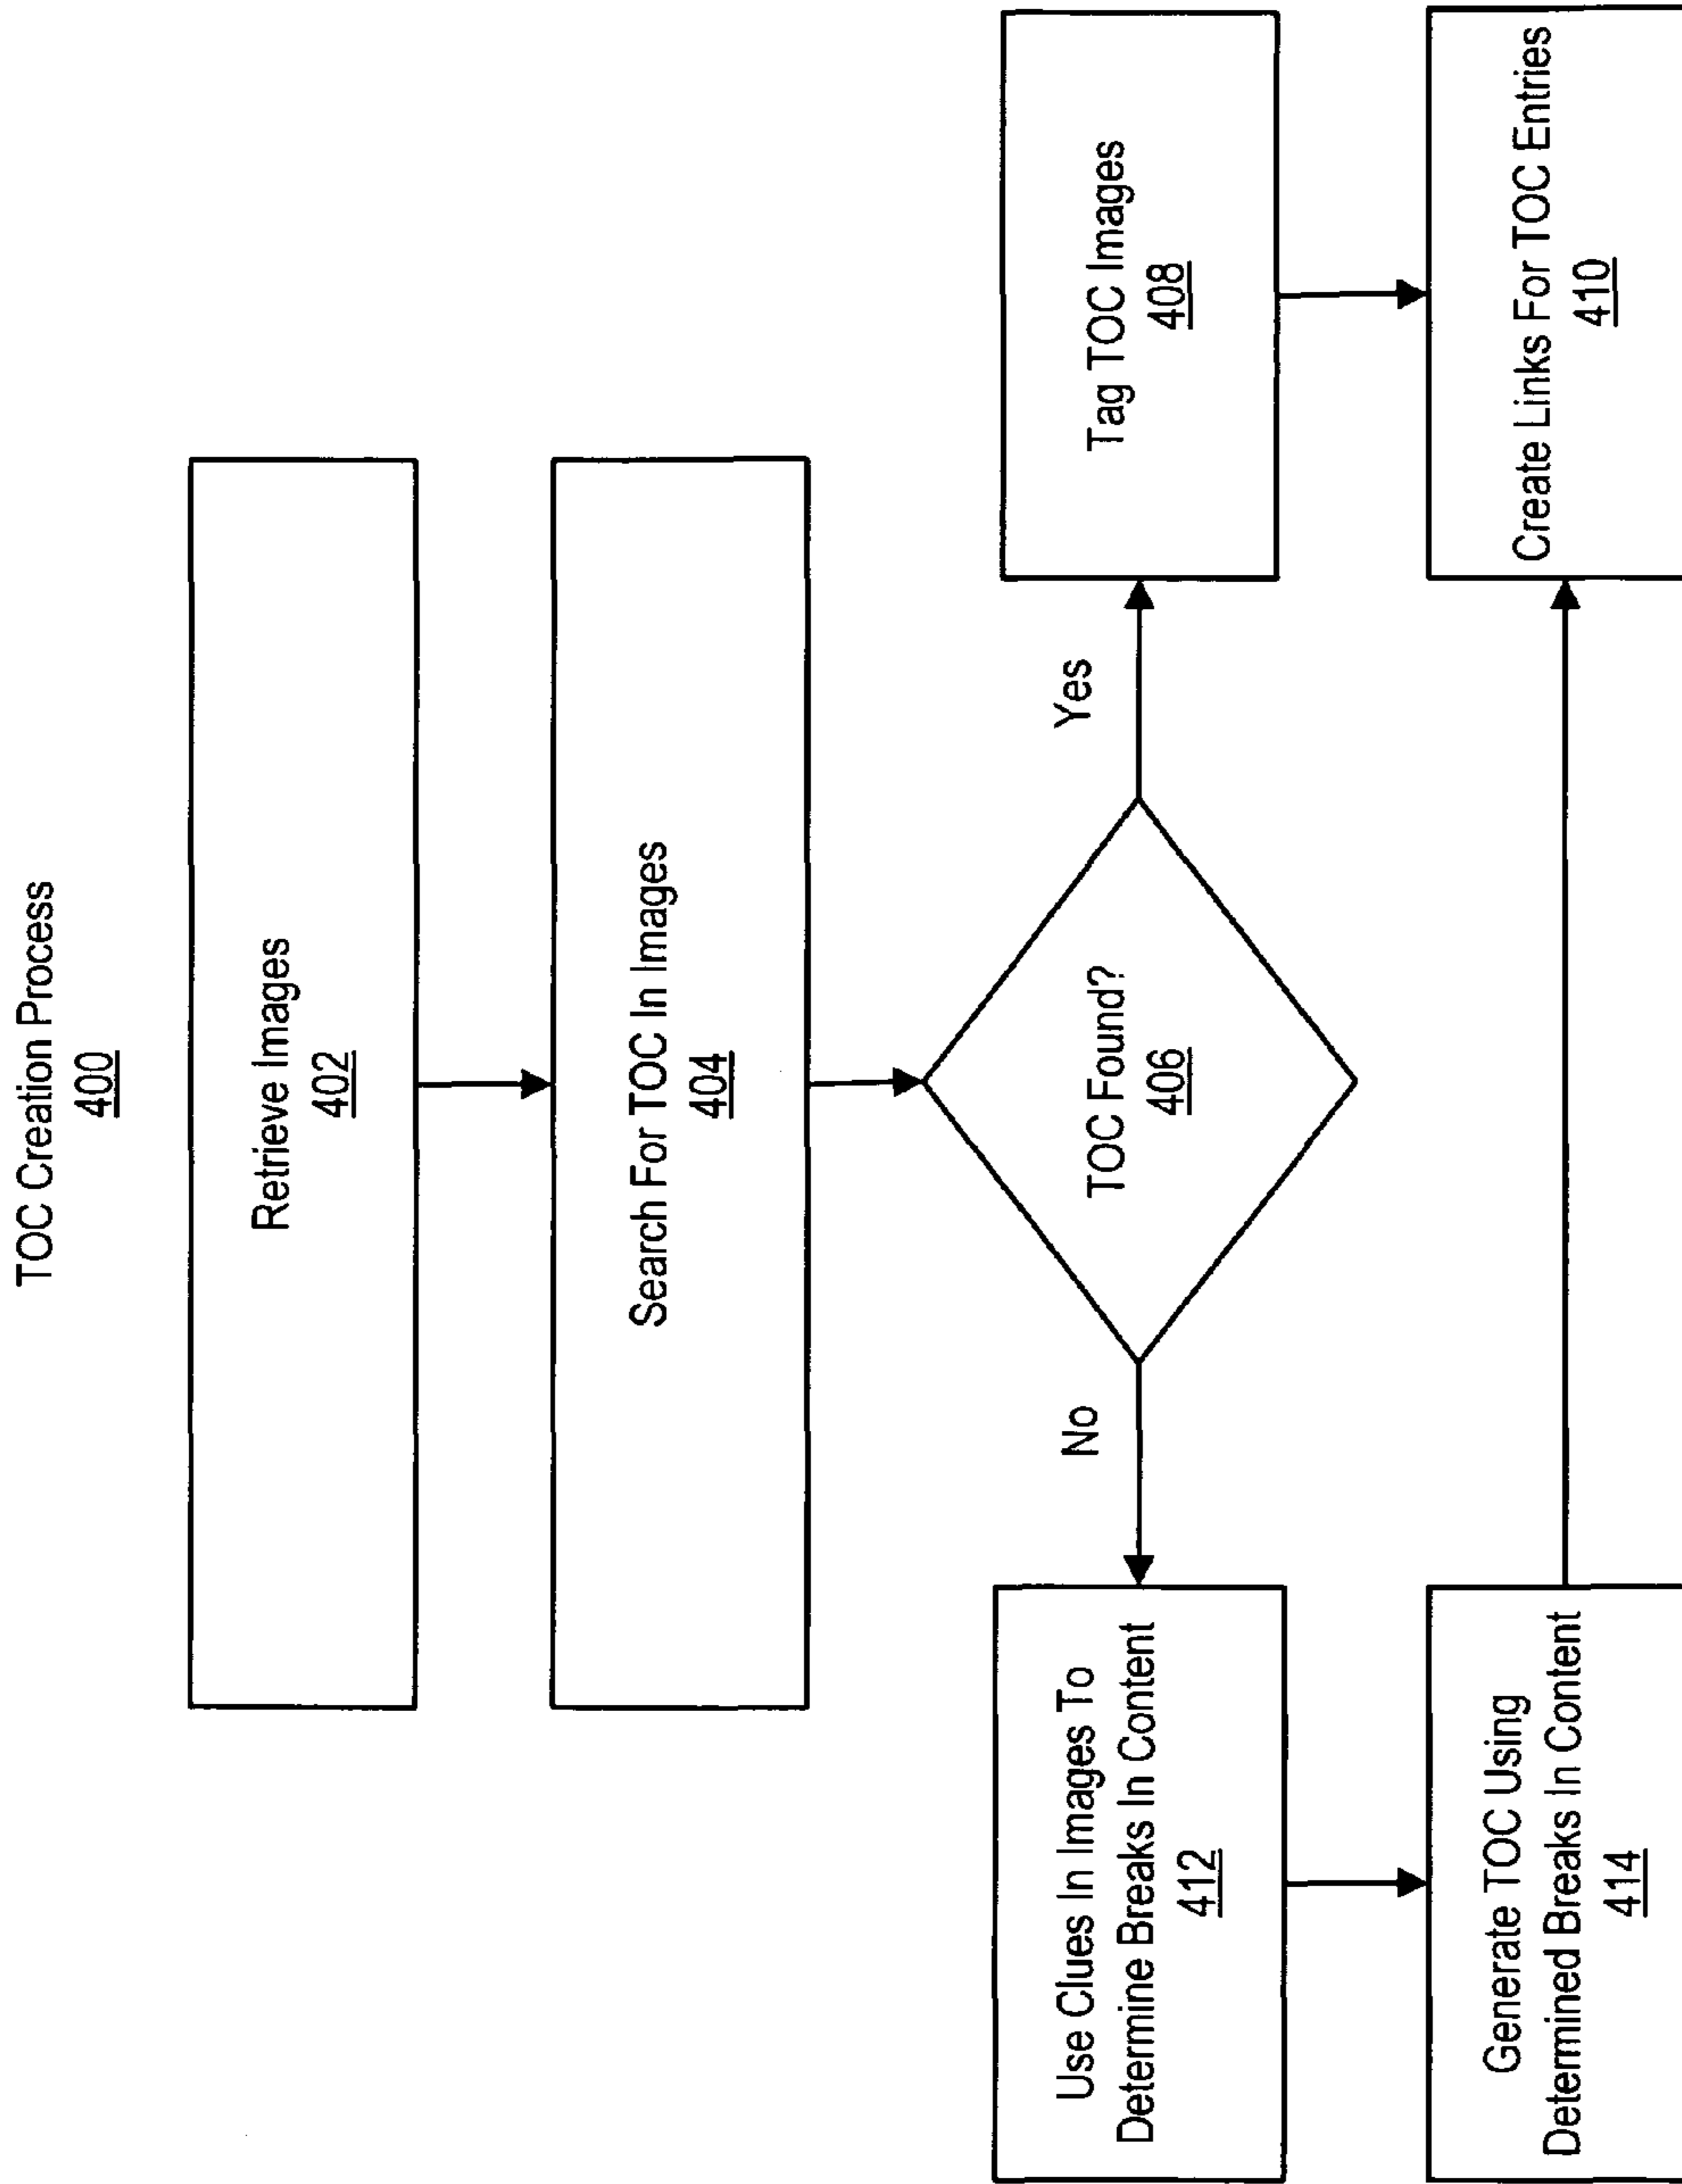 TOC Creation Process
400
Retrieve Images
402
Search For TOC In Images
404
TOC Found?
406
No
Yes
Use Clues In Images To
Determine Breaks In Content
412
Tag TOC Images
408
Generate TOC Using
Determined Breaks In Content
414
Create Links For TOC Entries
410